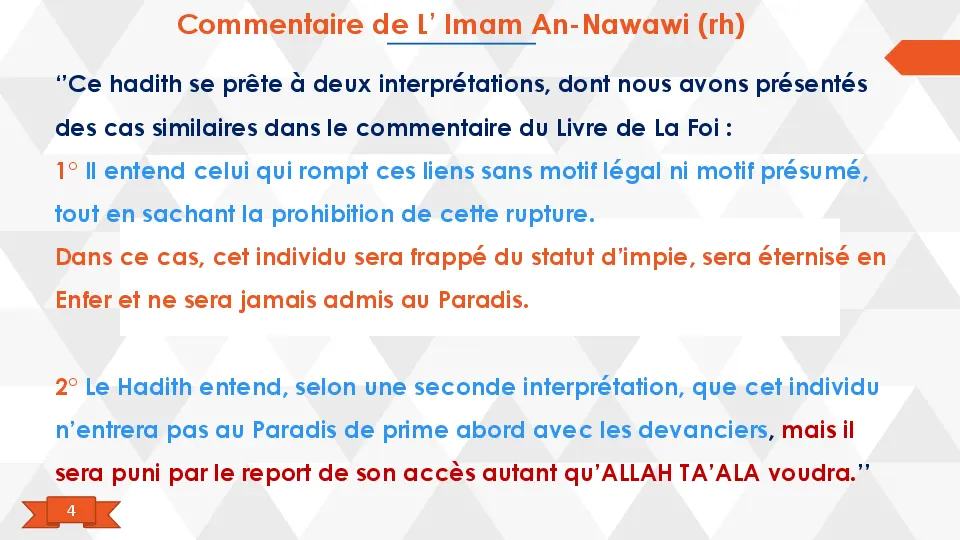 Commentaire de L’ Imam An-Nawawi (rh)
‘’Ce hadith se prête à deux interprétations, dont nous avons présentés
des cas similaires dans le commentaire du Livre de La Foi :
1° Il entend celui qui rompt ces liens sans motif légal ni motif présumé,
tout en sachant la prohibition de cette rupture.
Dans ce cas, cet individu sera frappé du statut d’impie, sera éternisé en
Enfer et ne sera jamais admis au Paradis.
2° Le Hadith entend, selon une seconde interprétation, que cet individu
n’entrera pas au Paradis de prime abord avec les devanciers, mais il
sera puni par le report de son accès autant qu’ALLAH TA’ALA voudra.’’
4